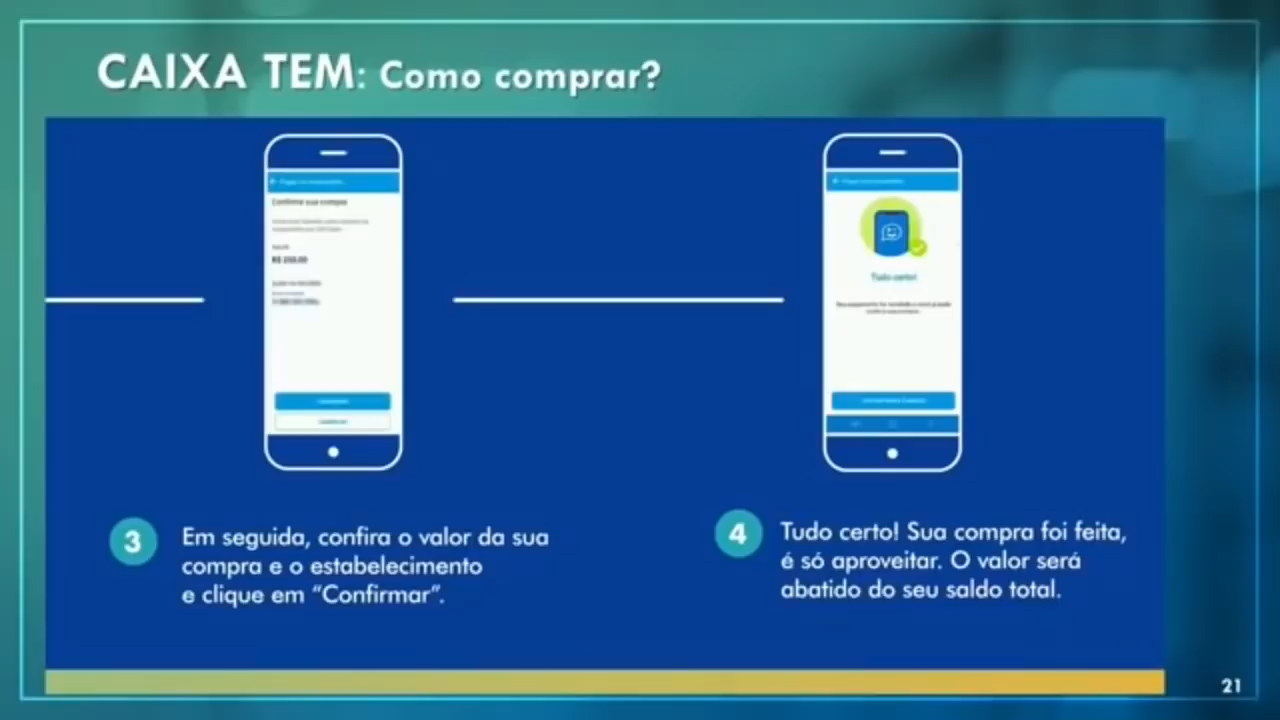 CAIXA TEM: Como comprar?
Confirme sua compra
R$ 200,00
Tudo certo!
3
Em seguida, confira o valor da sua
compra e o estabelecimento
e clique em “Confirmar”.
4
Tudo certo! Sua compra foi feita,
é só aproveitar. O valor será
abatido do seu saldo total.
21